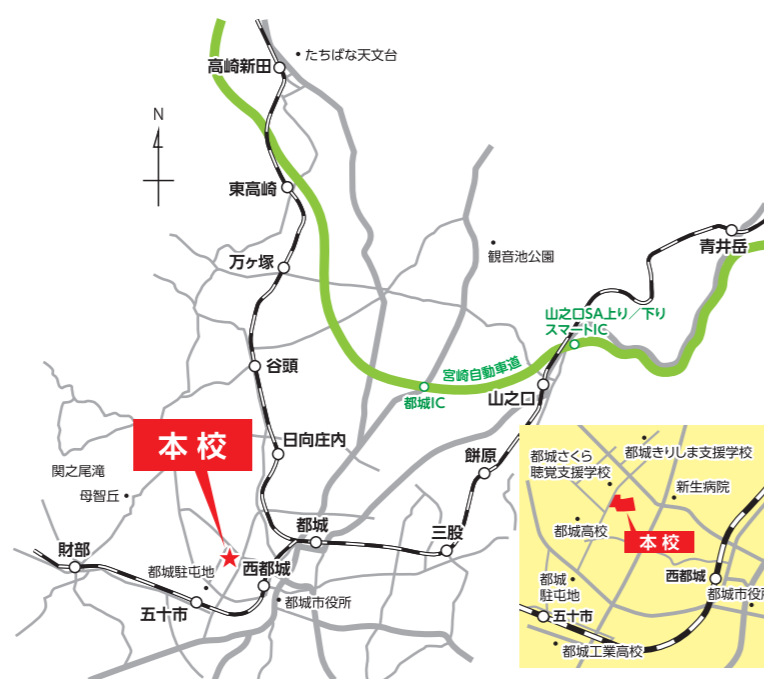 たちばな天文台
高崎新田
N
東高崎
青井岳
観音池公園
万ヶ塚
山之口SA上り／下り
スマートIC
宮崎自動車道
谷頭
都城IC
山之口
本校
日向庄内
餅原
関之尾滝
母智丘
都城
三股
財部
都城駐屯地
西都城
五十市
都城市役所
都城きりしま支援学校
都城さくら
聴覚支援学校
新生病院
都城高校
本校
都城
駐屯地
西都城
都城市役所
五十市
都城工業高校